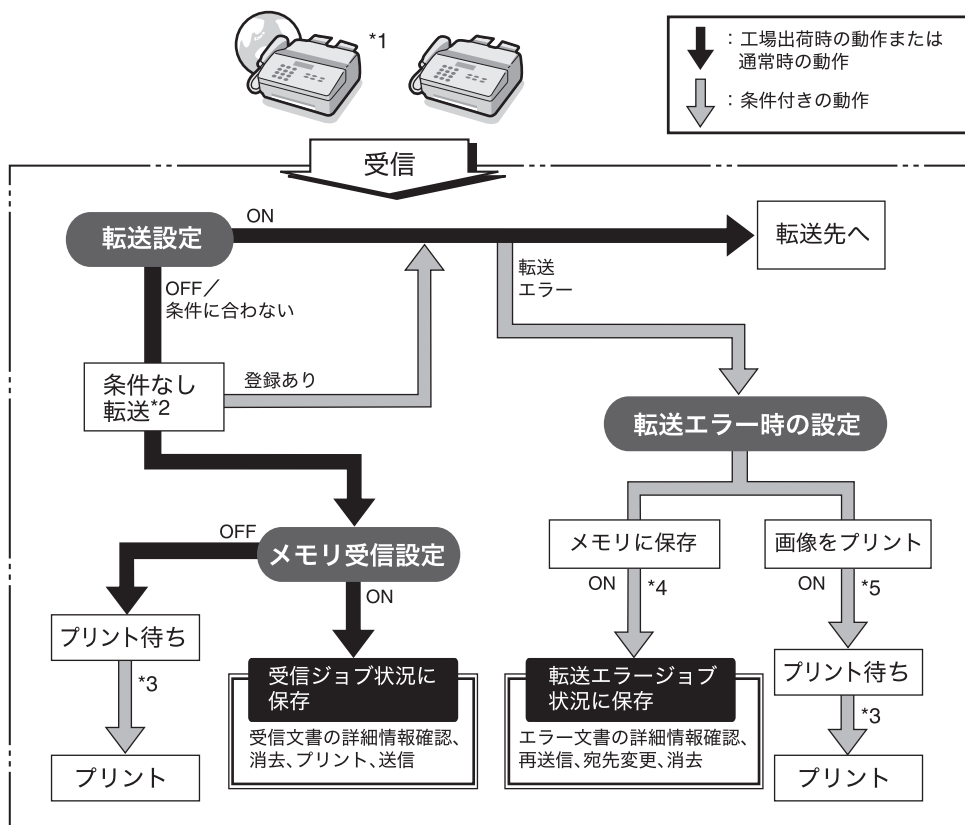 *1
：工場出荷時の動作または
通常時の動作
：条件付きの動作
受信
転送設定
ON
転送先へ
OFF／
条件に合わない
転送
エラー
条件なし
転送*2
登録あり
転送エラー時の設定
OFF
メモリ受信設定
ON
メモリに保存
画像をプリント
ON
*4
ON
*5
プリント待ち
*3
プリント
受信ジョブ状況に
保存
受信文書の詳細情報確認、
消去、プリント、送信
転送エラージョブ
状況に保存
エラー文書の詳細情報確認、
再送信、宛先変更、消去
プリント待ち
*3
プリント